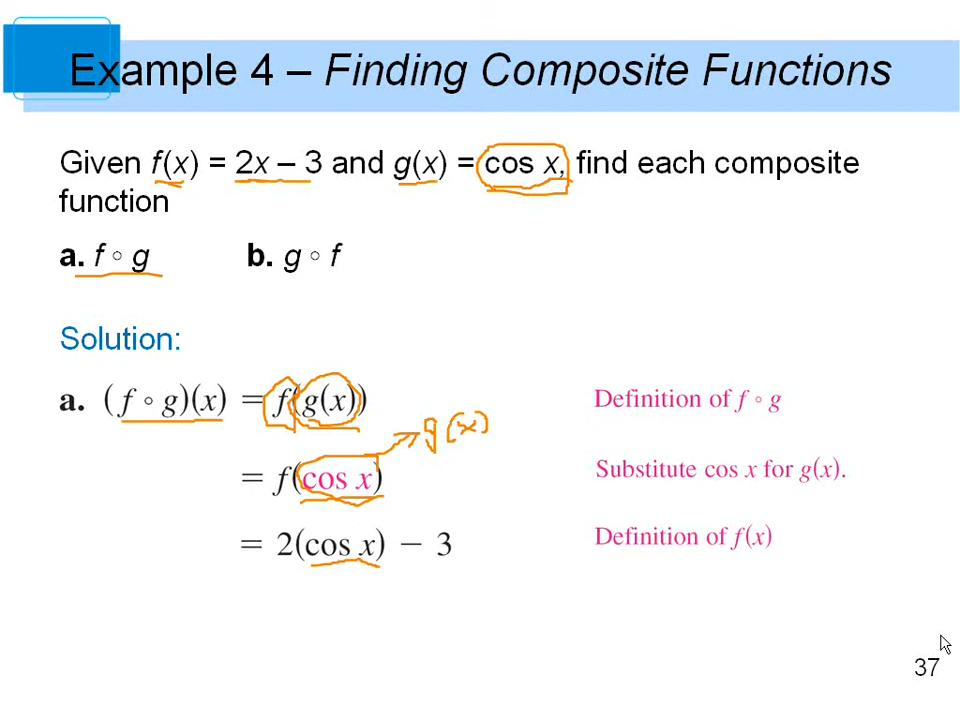 Example 4 – Finding Composite Functions
Given f(x) = 2x – 3 and g(x) = cos x, find each composite
function
a. f ∘ g b. g ∘ f
Solution:
a. (f ∘ g)(x) = f(g(x)) Definition of f ∘ g
g(x)
= f(cos x) Substitute cos x for g(x).
= 2(cos x) − 3 Definition of f(x)
37